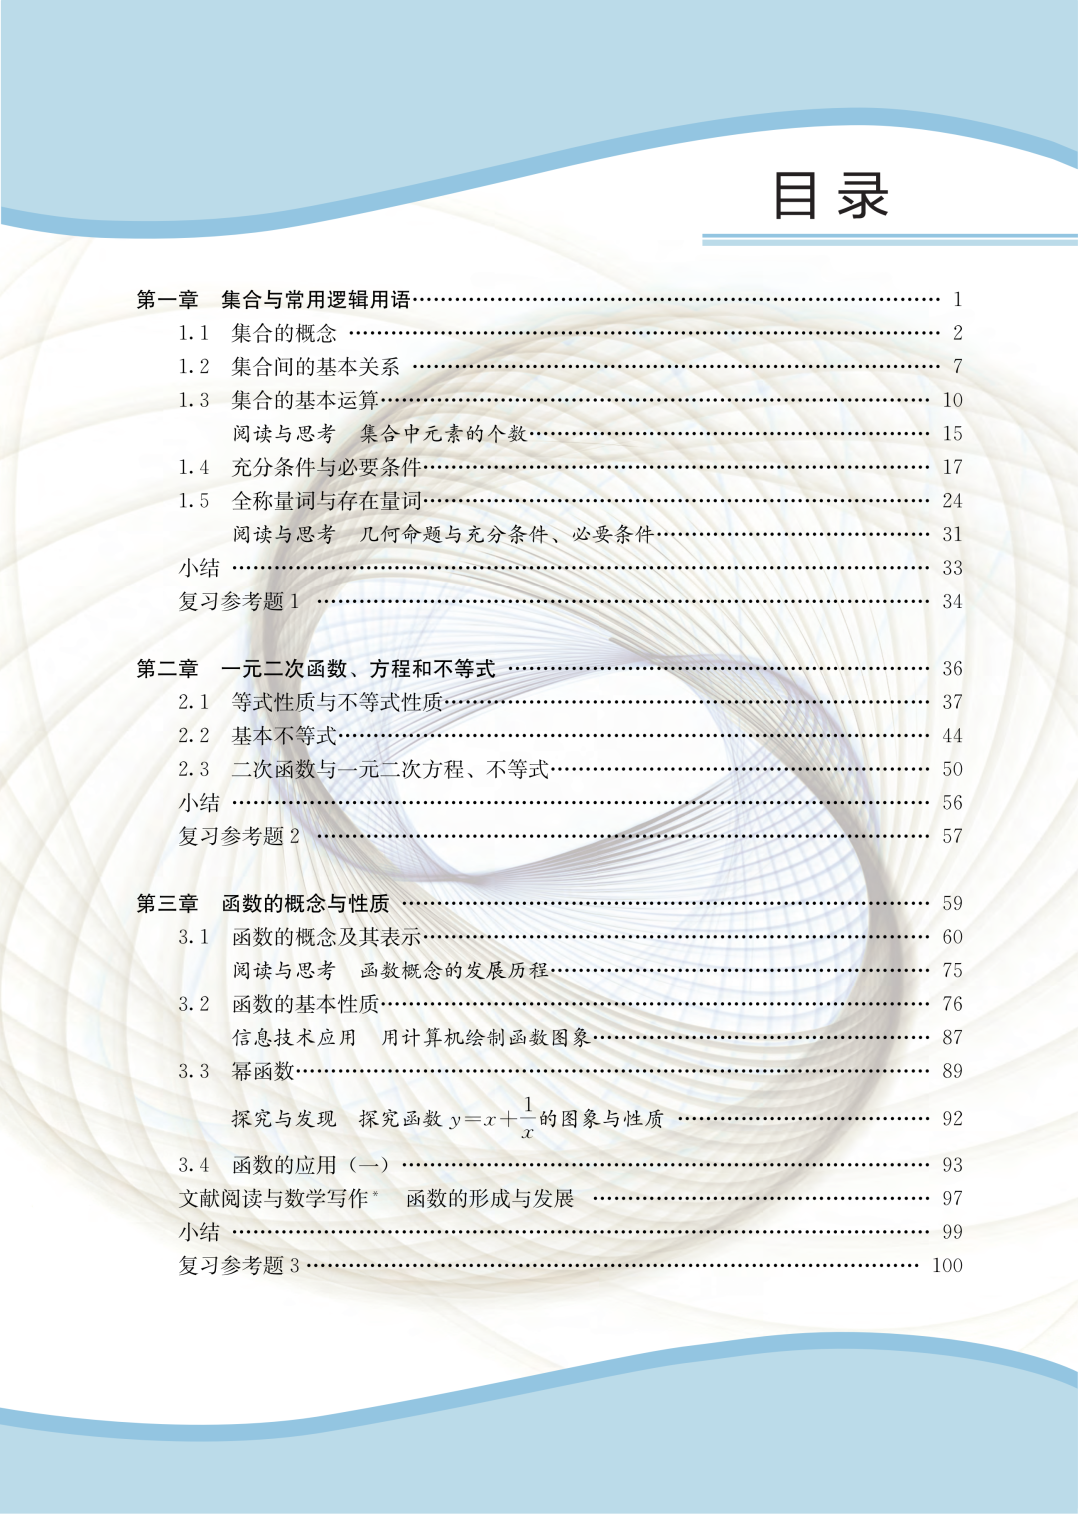 目录
第一章 集合与常用逻辑用语…… 1
1.1 集合的概念…… 2
1.2 集合间的基本关系…… 7
1.3 集合的基本运算…… 10
阅读与思考 集合中元素的个数…… 15
1.4 充分条件与必要条件…… 17
1.5 全称量词与存在量词…… 24
阅读与思考 几何命题与充分条件、必要条件…… 31
小结…… 33
复习参考题 1…… 34
第二章 一元二次函数、方程和不等式…… 36
2.1 等式性质与不等式性质…… 37
2.2 基本不等式…… 44
2.3 二次函数与一元二次方程、不等式…… 50
小结…… 56
复习参考题 2…… 57
第三章 函数的概念与性质…… 59
3.1 函数的概念及其表示…… 60
阅读与思考 函数概念的发展历程…… 75
3.2 函数的基本性质…… 76
信息技术应用 用计算机绘制函数图象…… 87
3.3 幂函数…… 89
探究与发现 探究函数 y=x+1/x 的图象与性质…… 92
3.4 函数的应用（一）…… 93
文献阅读与数学写作* 函数的形成与发展…… 97
小结…… 99
复习参考题 3…… 100